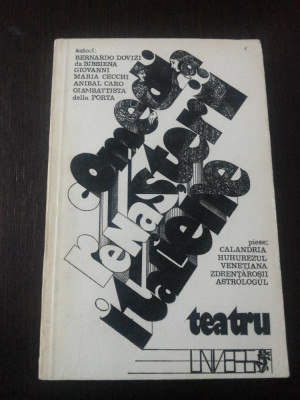 autori:
BERNARDO DOVIZI
da BIBBIENA
GIOVANNI
MARIA CECCHI
ANIBAL CARO
GIAMBATTISTA
della PORTA
comedii
renașterii
italiene
piese:
CALANDRIA
HUHUREZUL
VENEȚIANA
ZDRENȚĂROȘII
ASTROLOGUL
teatru
UNIVERS